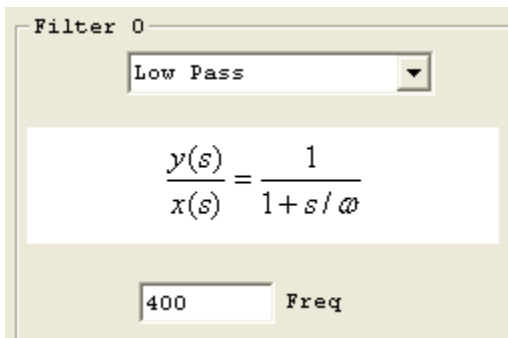 Filter 0
Low Pass
y(s)/x(s) = 1/(1 + s/ω)
400 Freq